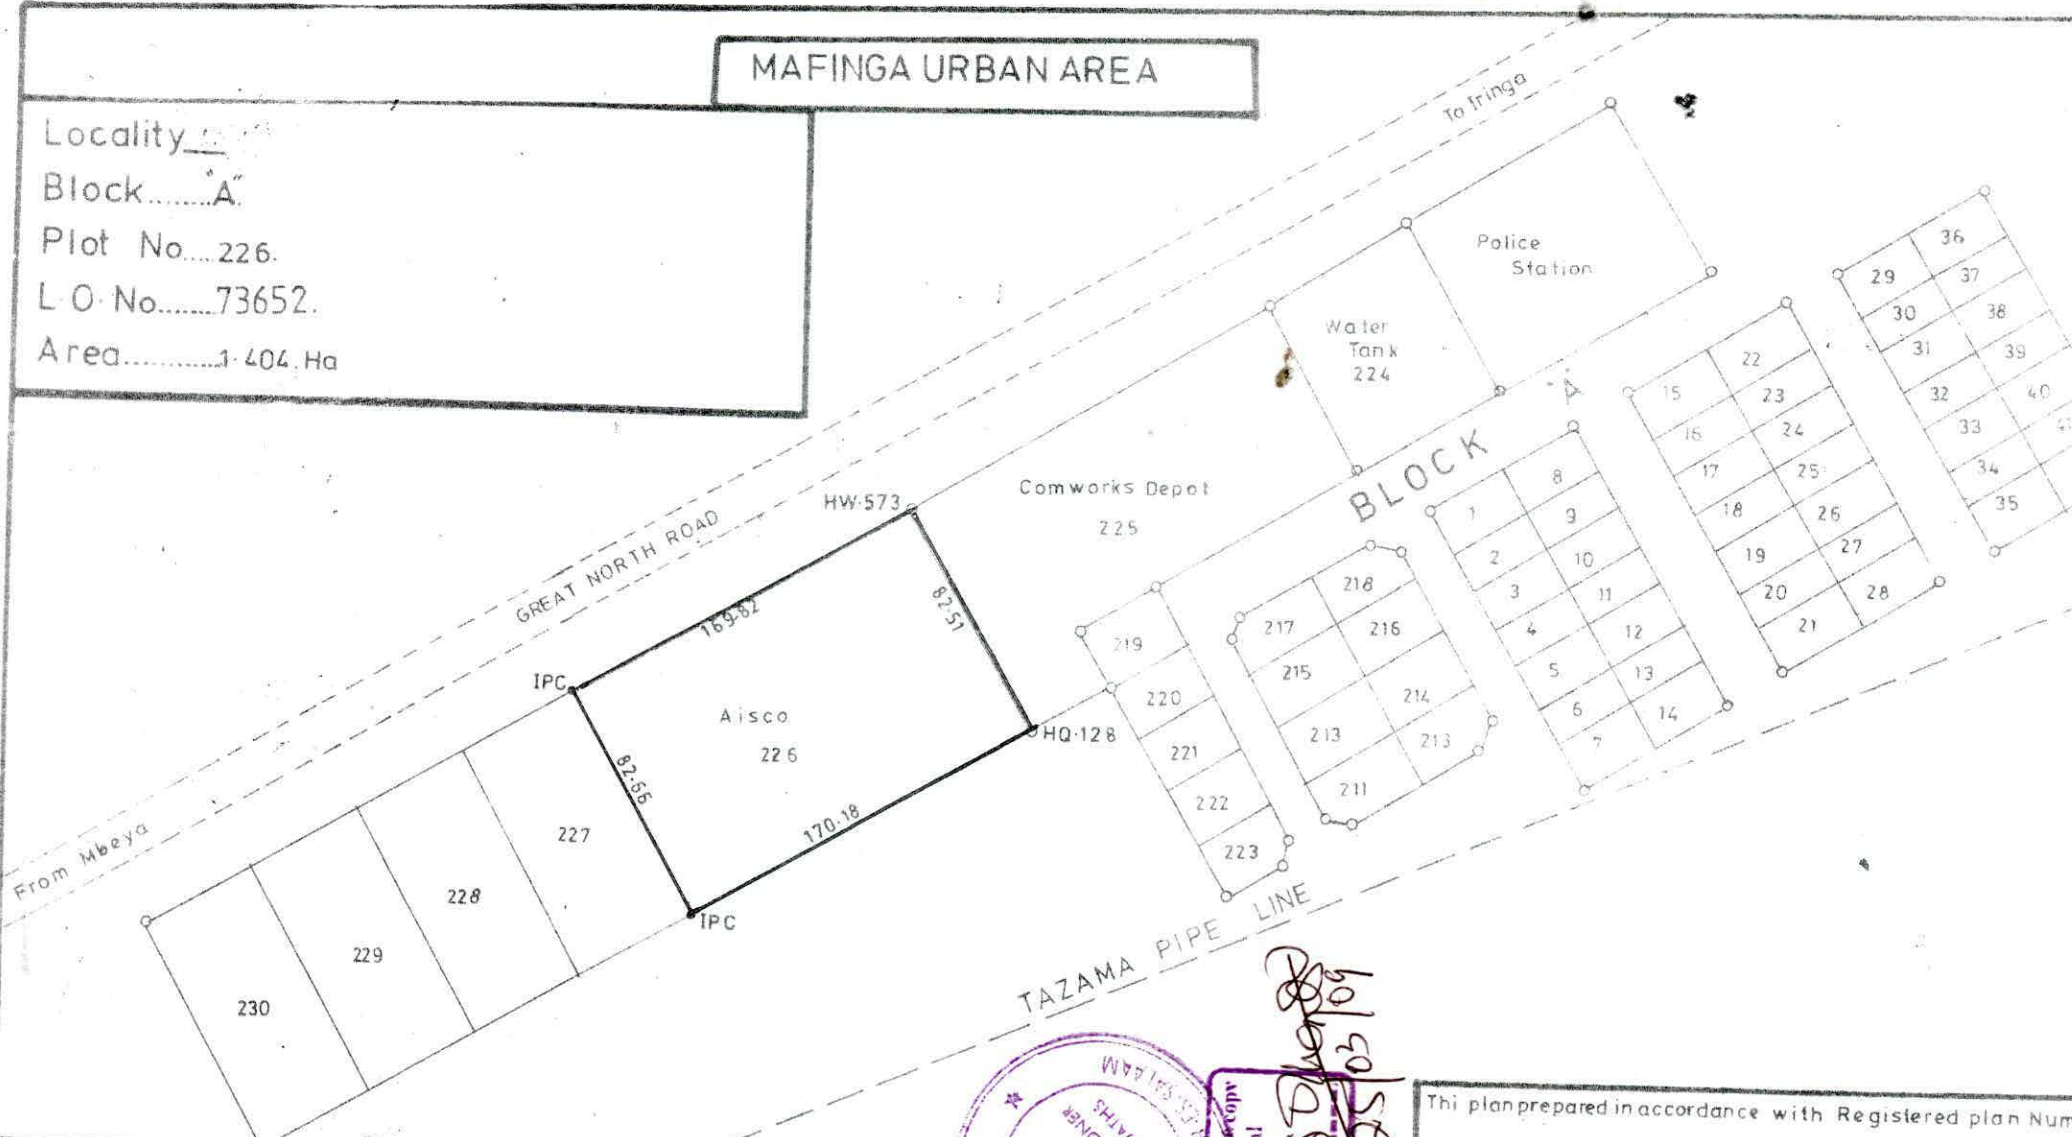 MAFINGA URBAN AREA
Locality
Block........"A".
Plot No....226.
L.O. No.......73652.
Area............1.404.Ha
To Iringa
Police
Station
Water
Tank
224
BLOCK "A"
Comworks Depot
225
HW.573
GREAT NORTH ROAD
From Mbeya
IPC
169.82
82.51
Aisco
226
82.66
170.18
HQ.128
IPC
227
228
229
230
219
220
221
222
223
217
218
215
216
213
214
211
213
1
2
3
4
5
6
7
8
9
10
11
12
13
14
15
16
17
18
19
20
21
22
23
24
25
26
27
28
29
30
31
32
33
34
35
36
37
38
39
40
TAZAMA PIPE LINE
Thi plan prepared in accordance with Registered plan Num